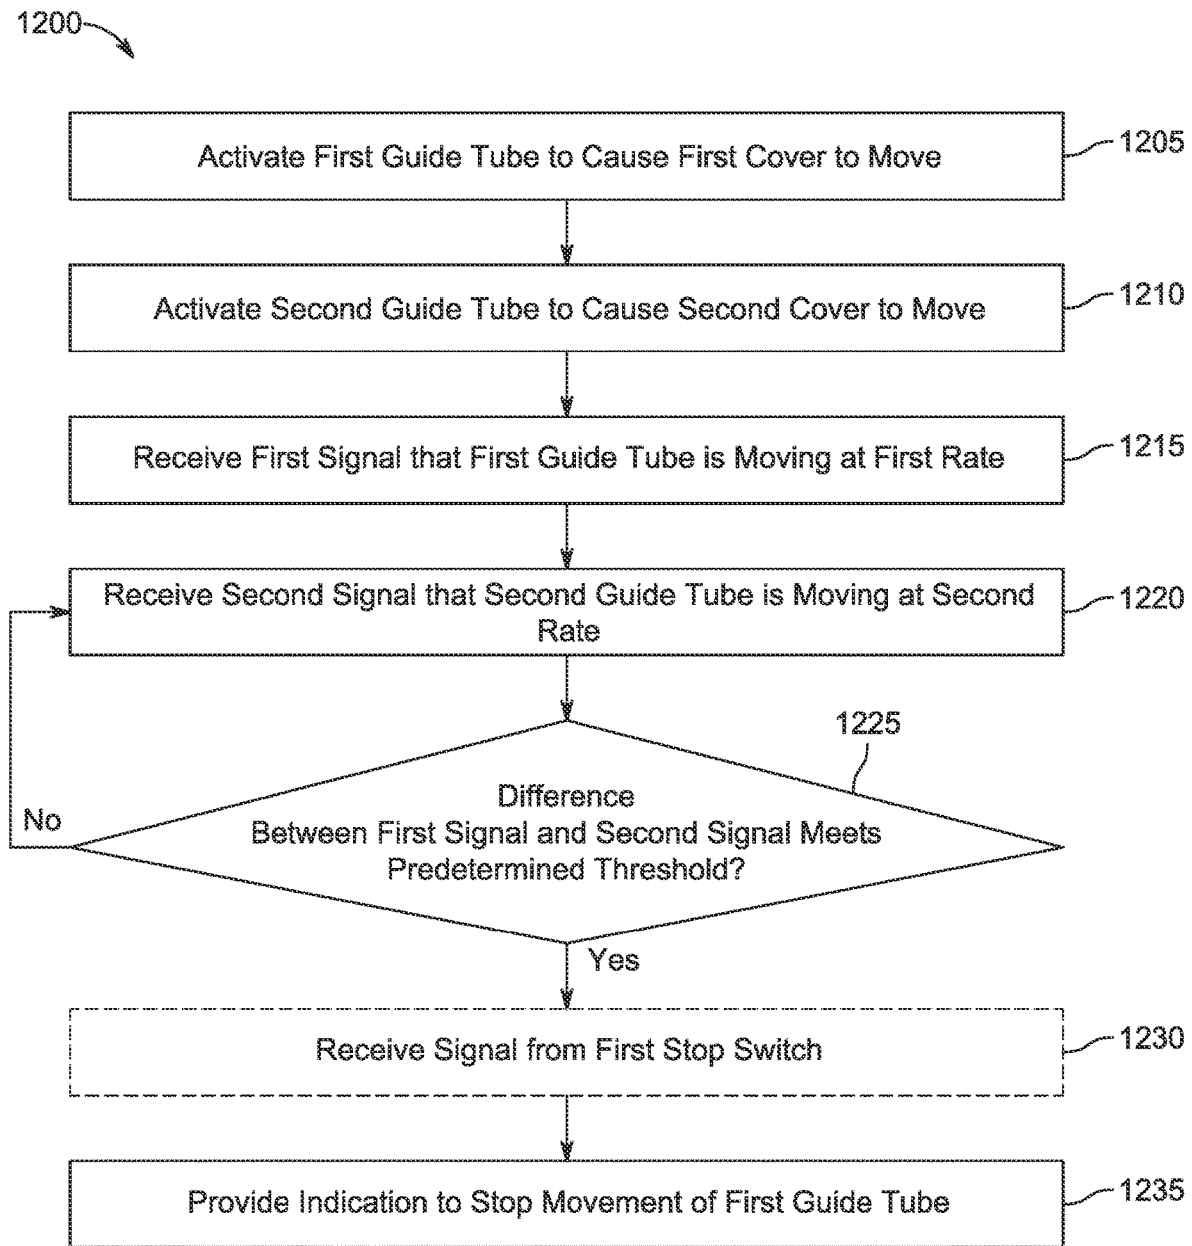 1200
Activate First Guide Tube to Cause First Cover to Move
1205
Activate Second Guide Tube to Cause Second Cover to Move
1210
Receive First Signal that First Guide Tube is Moving at First Rate
1215
Receive Second Signal that Second Guide Tube is Moving at Second
Rate
1220
1225
Difference
Between First Signal and Second Signal Meets
Predetermined Threshold?
No
Yes
Receive Signal from First Stop Switch
1230
Provide Indication to Stop Movement of First Guide Tube
1235